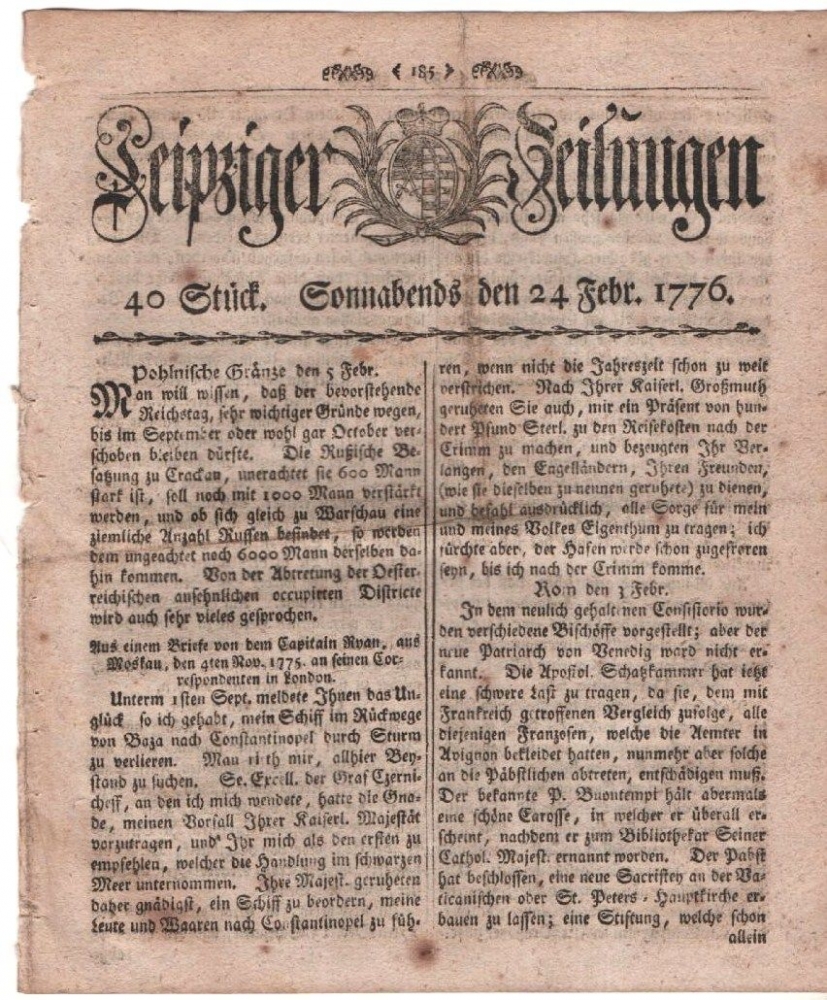 185
Leipziger Zeitungen
40 Stück. Sonnabends den 24 Febr. 1776.
Pohlnische Gränze den 5 Febr.
Man will wissen, daß der bevorstehende
Reichstag, sehr wichtiger Gründe wegen,
bis im September oder wohl gar October ver-
schoben bleiben dürfte. Die Rußische Be-
satzung zu Crackau, unerachtet sie 600 Mann
stark ist, soll noch mit 1000 Mann verstärkt
werden, und ob sich gleich zu Warschau eine
ziemliche Anzahl Russen befindet, so werden
dem ungeachtet noch 6000 Mann derselben da-
hin kommen. Von der Abtretung der Oester-
reichischen ansehnlichen occupirten Districte
wird auch sehr vieles gesprochen.
Aus einem Briefe von dem Capitain Ryan, aus
Moskau, den 4ten Nov. 1775. an seinen Cor-
respondenten in London.
Unterm 1sten Sept. meldete Ihnen das Un-
glück so ich gehabt, mein Schiff im Rückwege
von Baza nach Constantinopel durch Sturm
zu verlieren. Man rieth mir, allhier Bey-
stand zu suchen. Se. Excell. der Graf Czerni-
cheff, an den ich mich wendete, hatte die Gna-
de, meinen Vorfall Ihrer Kaiserl. Majestät
vorzutragen, und Ihr mich als den ersten zu
empfehlen, welcher die Handlung im schwarzen
Meer unternommen. Ihre Majest. geruheten
daher gnädigst, ein Schiff zu beordern, meine
Leute und Waaren nach Constantinopel zu füh-
ren, wenn nicht die Jahreszeit schon zu weit
verstrichen. Nach Ihrer Kaiserl. Großmuth
geruheten Sie auch, mir ein Präsent von hun-
dert Pfund Sterl. zu den Reisekosten nach der
Crimm zu machen, und bezeugten Ihr Ver-
langen, den Engelländern, Ihren Freunden,
(wie sie dieselben zu nennen geruhete) zu dienen,
und befahl ausdrücklich, alle Sorge für mein
und meines Volkes Eigenthum zu tragen; ich
fürchte aber, der Hafen werde schon zugefroren
seyn, bis ich nach der Crimm komme.
Rom den 3 Febr.
In dem neulich gehaltenen Consistorio wur-
den verschiedene Bischöffe vorgestellt; aber der
neue Patriarch von Venedig ward nicht er-
kannt. Die Apostol. Schatzkammer hat jetzt
eine schwere Last zu tragen, da sie, dem mit
Frankreich getroffenen Vergleich zufolge, alle
diejenigen Franzosen, welche die Aemter in
Avignon bekleidet hatten, nunmehr aber solche
an die Päbstlichen abtreten, entschädigen muß.
Der bekannte P. Buontempi hält abermals
eine schöne Carosse, in welcher er überall er-
scheint, nachdem er zum Bibliothekar Seiner
Cathol. Majest. ernannt worden. Der Pabst
hat beschlossen, eine neue Sacristey an der Va-
ticanischen oder St. Peters-Hauptkirche er-
bauen zu lassen; eine Stiftung, welche schon
allein